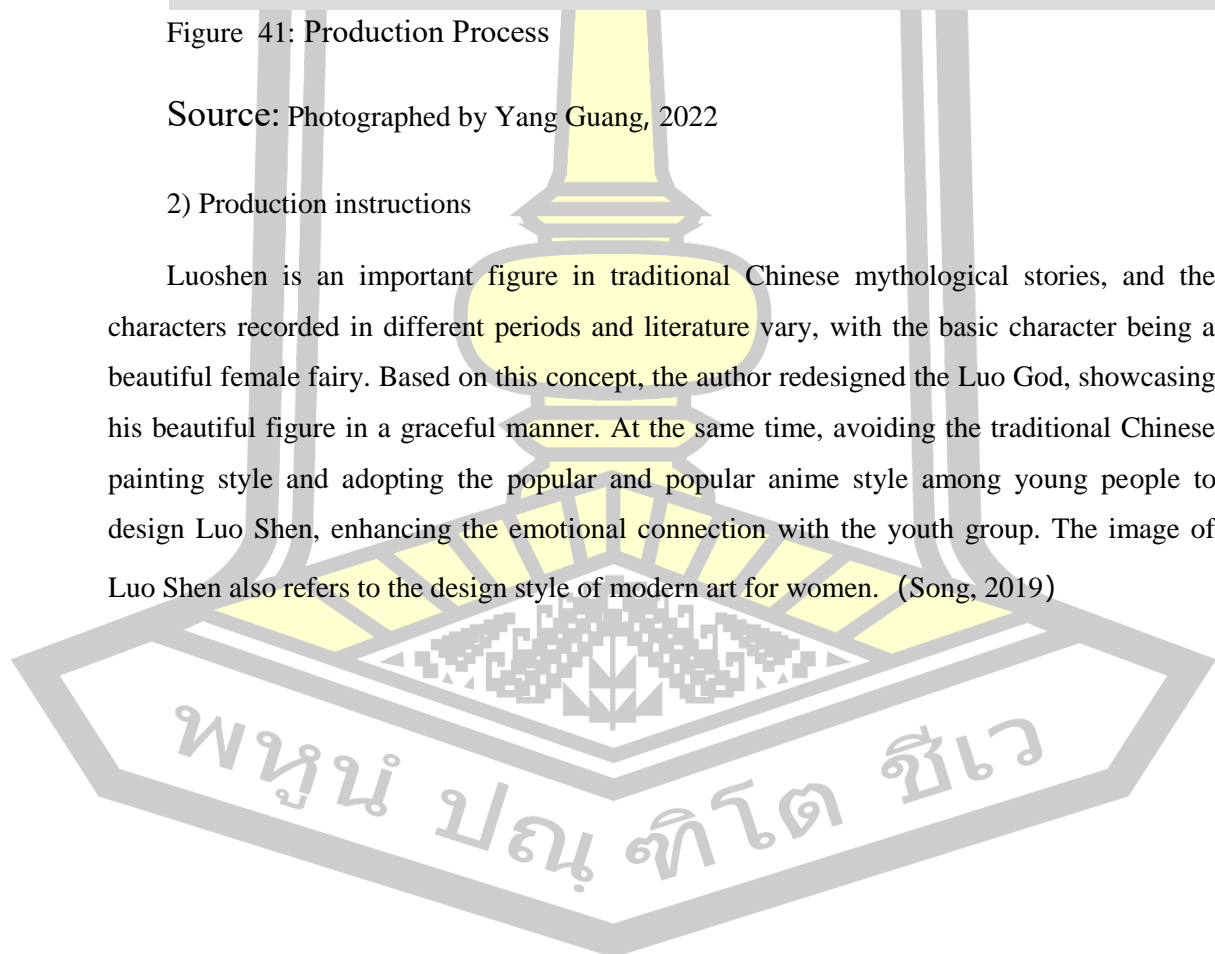 Figure 41: Production Process
Source: Photographed by Yang Guang, 2022
2) Production instructions
Luoshen is an important figure in traditional Chinese mythological stories, and the
characters recorded in different periods and literature vary, with the basic character being a
beautiful female fairy. Based on this concept, the author redesigned the Luo God, showcasing
his beautiful figure in a graceful manner. At the same time, avoiding the traditional Chinese
painting style and adopting the popular and popular anime style among young people to
design Luo Shen, enhancing the emotional connection with the youth group. The image of
Luo Shen also refers to the design style of modern art for women.（Song, 2019）
พหูนํ ปณฺฑิโต ชีเว